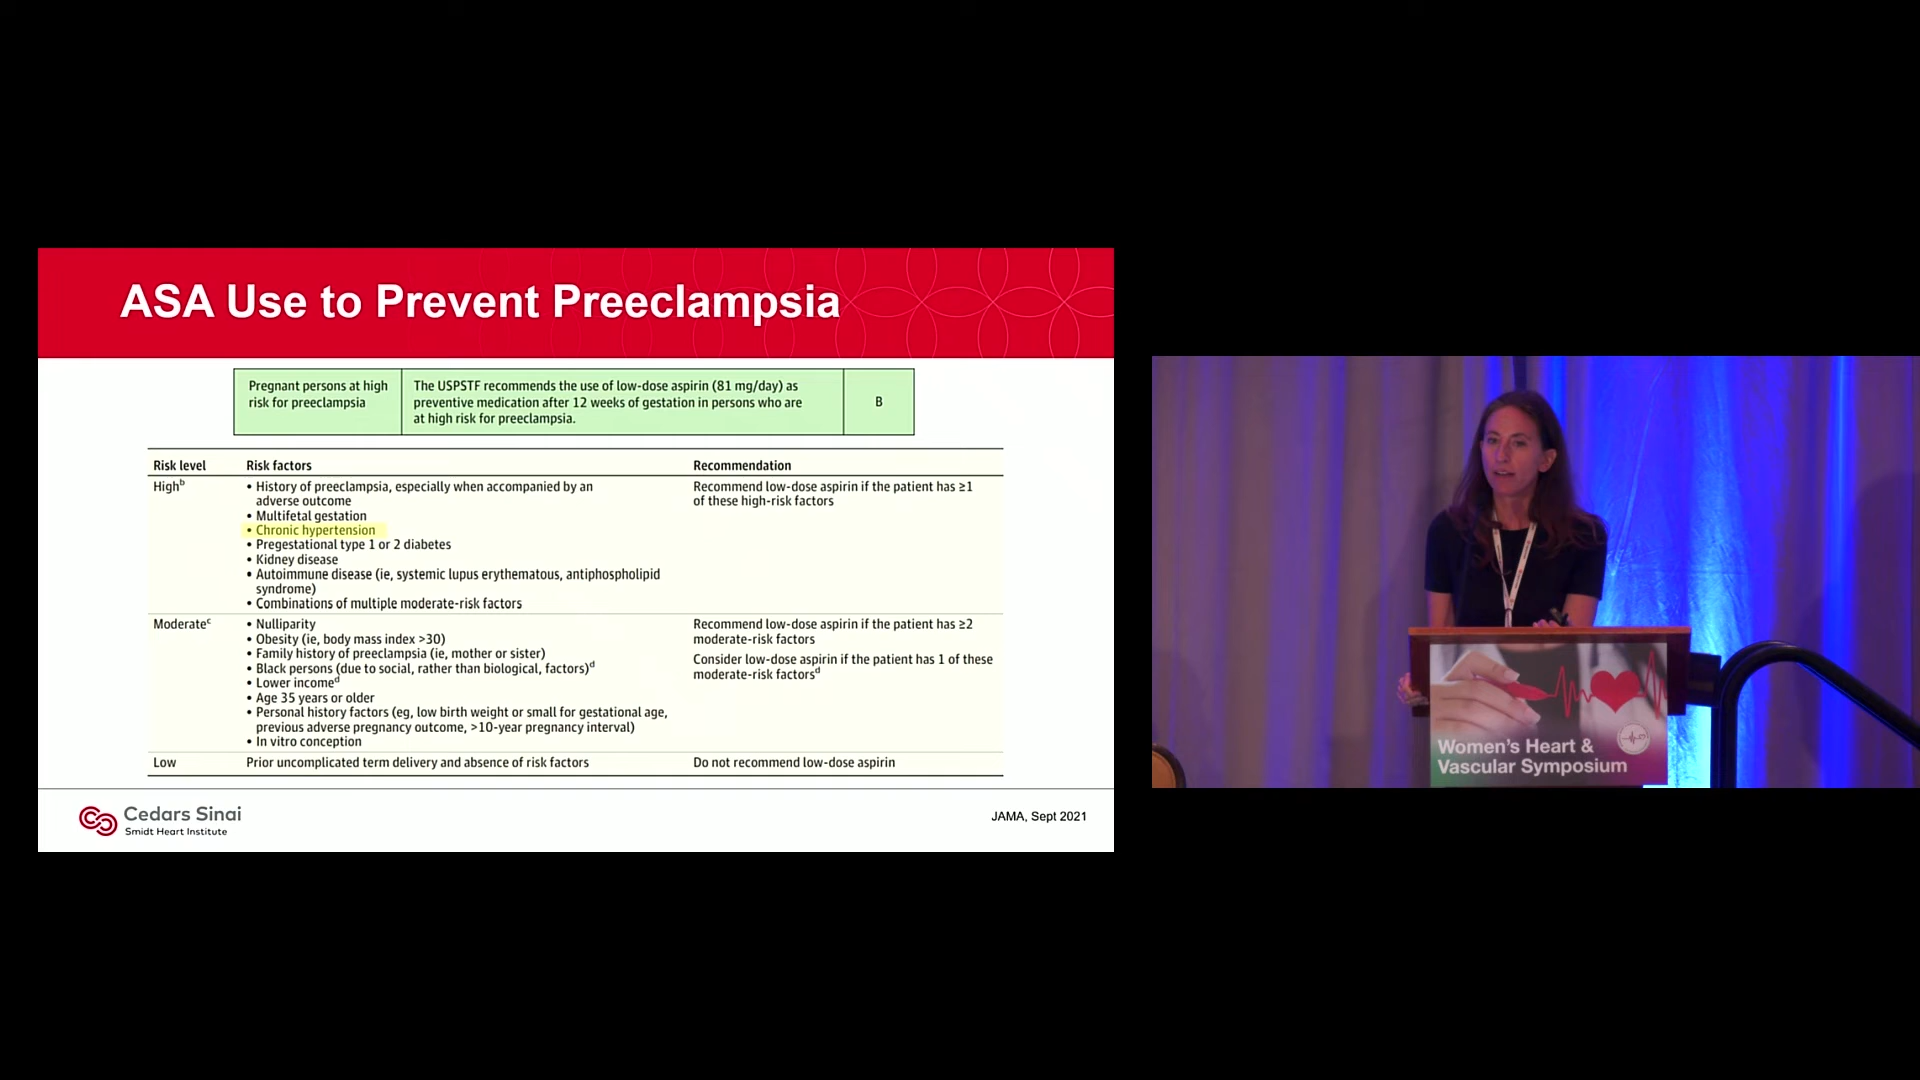 ASA Use to Prevent Preeclampsia
Pregnant persons at high
risk for preeclampsia
The USPSTF recommends the use of low-dose aspirin (81 mg/day) as
preventive medication after 12 weeks of gestation in persons who are
at high risk for preeclampsia.
B
Risk level
Risk factors
Recommendation
Highb
• History of preeclampsia, especially when accompanied by an
adverse outcome
• Multifetal gestation
• Chronic hypertension
• Pregestational type 1 or 2 diabetes
• Kidney disease
• Autoimmune disease (ie, systemic lupus erythematous, antiphospholipid
syndrome)
• Combinations of multiple moderate-risk factors
Recommend low-dose aspirin if the patient has ≥1
of these high-risk factors
Moderatec
• Nulliparity
• Obesity (ie, body mass index >30)
• Family history of preeclampsia (ie, mother or sister)
• Black persons (due to social, rather than biological, factors)d
• Lower incomed
• Age 35 years or older
• Personal history factors (eg, low birth weight or small for gestational age,
previous adverse pregnancy outcome, >10-year pregnancy interval)
• In vitro conception
Recommend low-dose aspirin if the patient has ≥2
moderate-risk factors
Consider low-dose aspirin if the patient has 1 of these
moderate-risk factorsd
Low
Prior uncomplicated term delivery and absence of risk factors
Do not recommend low-dose aspirin
Cedars Sinai
Smidt Heart Institute
JAMA, Sept 2021
Women's Heart &
Vascular Symposium